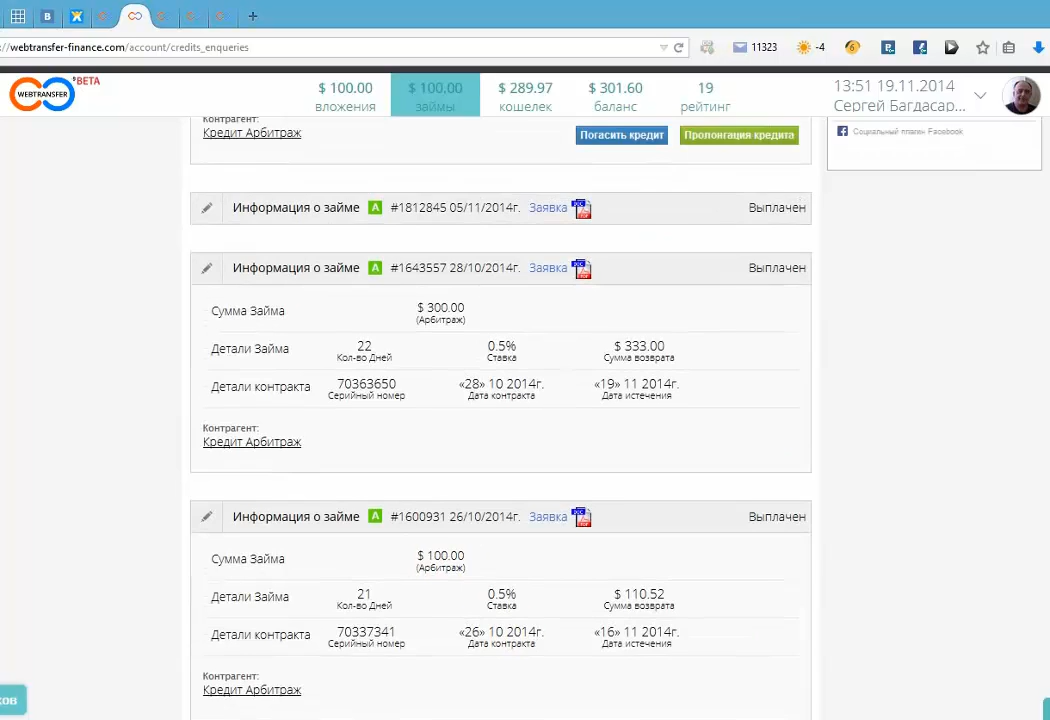 ://webtransfer-finance.com/account/credits_enqueries
11323
-4
WEBTRANSFER BETA
$ 100.00
вложения
$ 100.00
займы
$ 289.97
кошелек
$ 301.60
баланс
19
рейтинг
13:51 19.11.2014
Сергей Багдасар...
Контрагент:
Кредит Арбитраж
Погасить кредит
Пролонгация кредита
Социальный плагин Facebook
Информация о займе A #1812845 05/11/2014г. Заявка Выплачен
Информация о займе A #1643557 28/10/2014г. Заявка Выплачен
Сумма Займа
$ 300.00
(Арбитраж)
Детали Займа
22
Кол-во Дней
0.5%
Ставка
$ 333.00
Сумма возврата
Детали контракта
70363650
Серийный номер
«28» 10 2014г.
Дата контракта
«19» 11 2014г.
Дата истечения
Контрагент:
Кредит Арбитраж
Информация о займе A #1600931 26/10/2014г. Заявка Выплачен
Сумма Займа
$ 100.00
(Арбитраж)
Детали Займа
21
Кол-во Дней
0.5%
Ставка
$ 110.52
Сумма возврата
Детали контракта
70337341
Серийный номер
«26» 10 2014г.
Дата контракта
«16» 11 2014г.
Дата истечения
Контрагент:
Кредит Арбитраж
ков